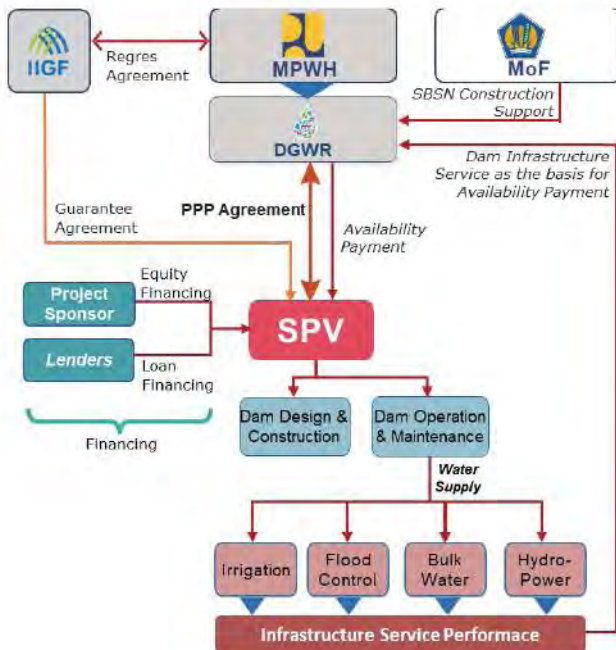 IIGF
Regres
Agreement
MPWH
MoF
SBSN Construction
Support
DGWR
Dam Infrastructure
Service as the basis for
Availability Payment
Guarantee
Agreement
PPP Agreement
Availability
Payment
Project
Sponsor
Equity
Financing
SPV
Lenders
Loan
Financing
Financing
Dam Design &
Construction
Dam Operation
& Maintenance
Water
Supply
Irrigation
Flood
Control
Bulk
Water
Hydro-
Power
Infrastructure Service Performace